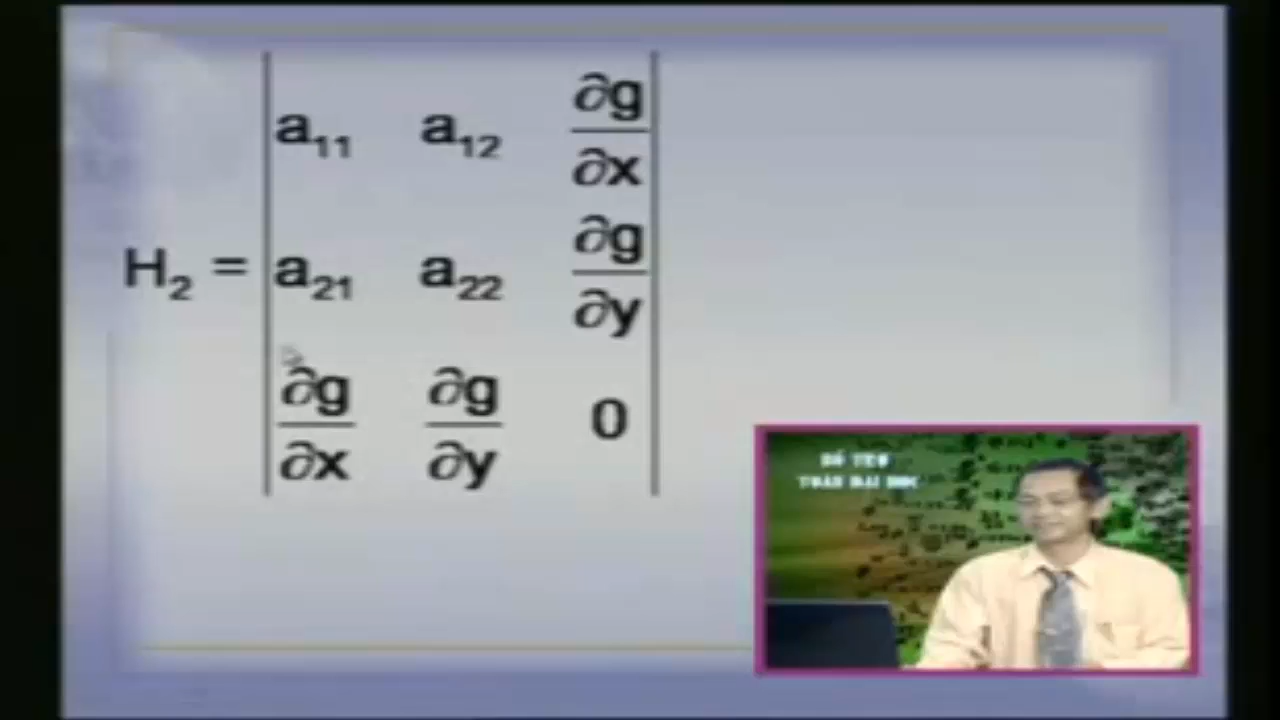 H₂ = | a₁₁ a₁₂ ∂g/∂x |
| a₂₁ a₂₂ ∂g/∂y |
| ∂g/∂x ∂g/∂y 0 |